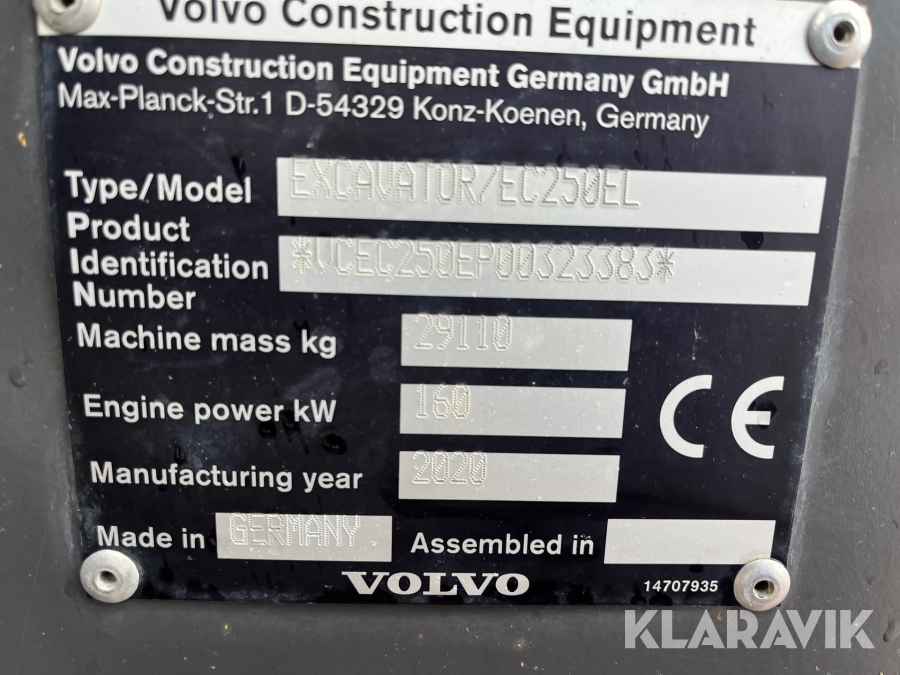 Volvo Construction Equipment
Volvo Construction Equipment Germany GmbH
Max-Planck-Str.1 D-54329 Konz-Koenen, Germany
Type/Model EXCAVATOR/EC250EL
Product
Identification *VCEC250EP00323383*
Number
Machine mass kg 29110
Engine power kW 160
CE
Manufacturing year 2020
Made in GERMANY Assembled in
VOLVO 14707935
KLARAVIK